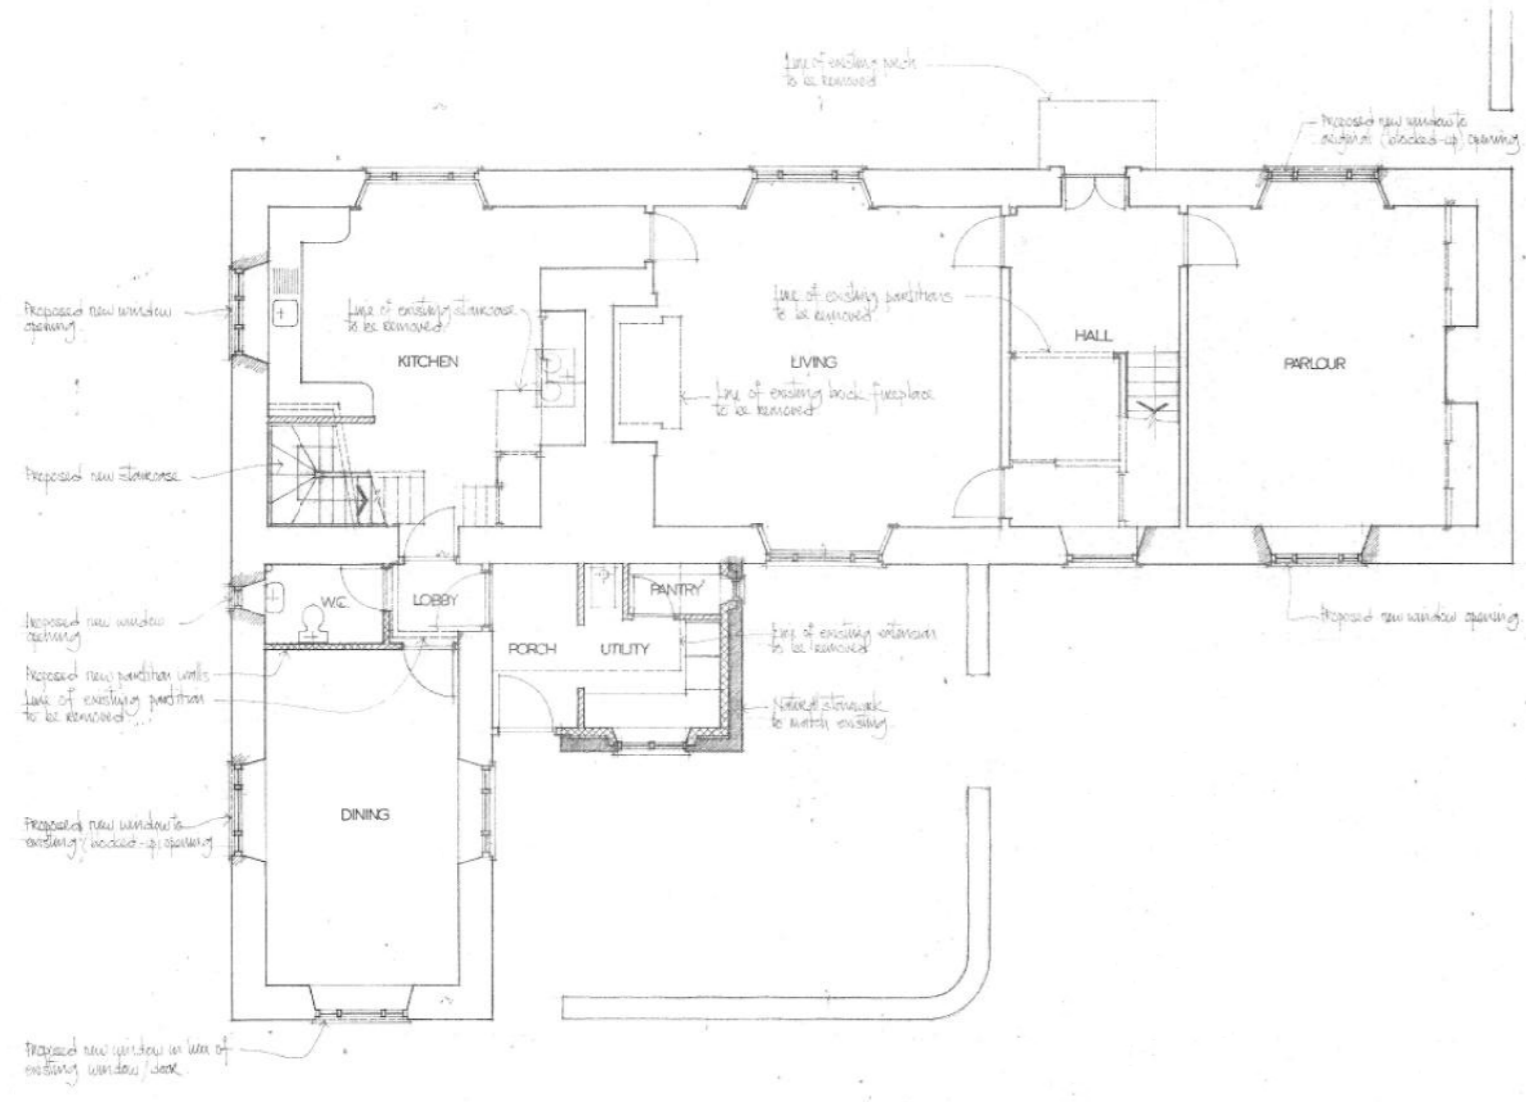 Line of existing porch
to be removed
Proposed new window to
original (blocked-up) opening.
Proposed new window
opening.
Line of existing staircase
to be removed.
Line of existing partitions
to be removed.
HALL
KITCHEN
LIVING
PARLOUR
Line of existing brick fireplace
to be removed
Proposed new staircase
W.C.
LOBBY
PANTRY
Proposed new window
opening
Proposed new window opening.
Line of existing extension
to be removed
PORCH
UTILITY
Proposed new partition walls
Line of existing partition
to be removed
Natural stonework
to match existing.
DINING
Proposed new window to
existing (blocked-up) opening
Proposed new window in lieu of
existing window/door.